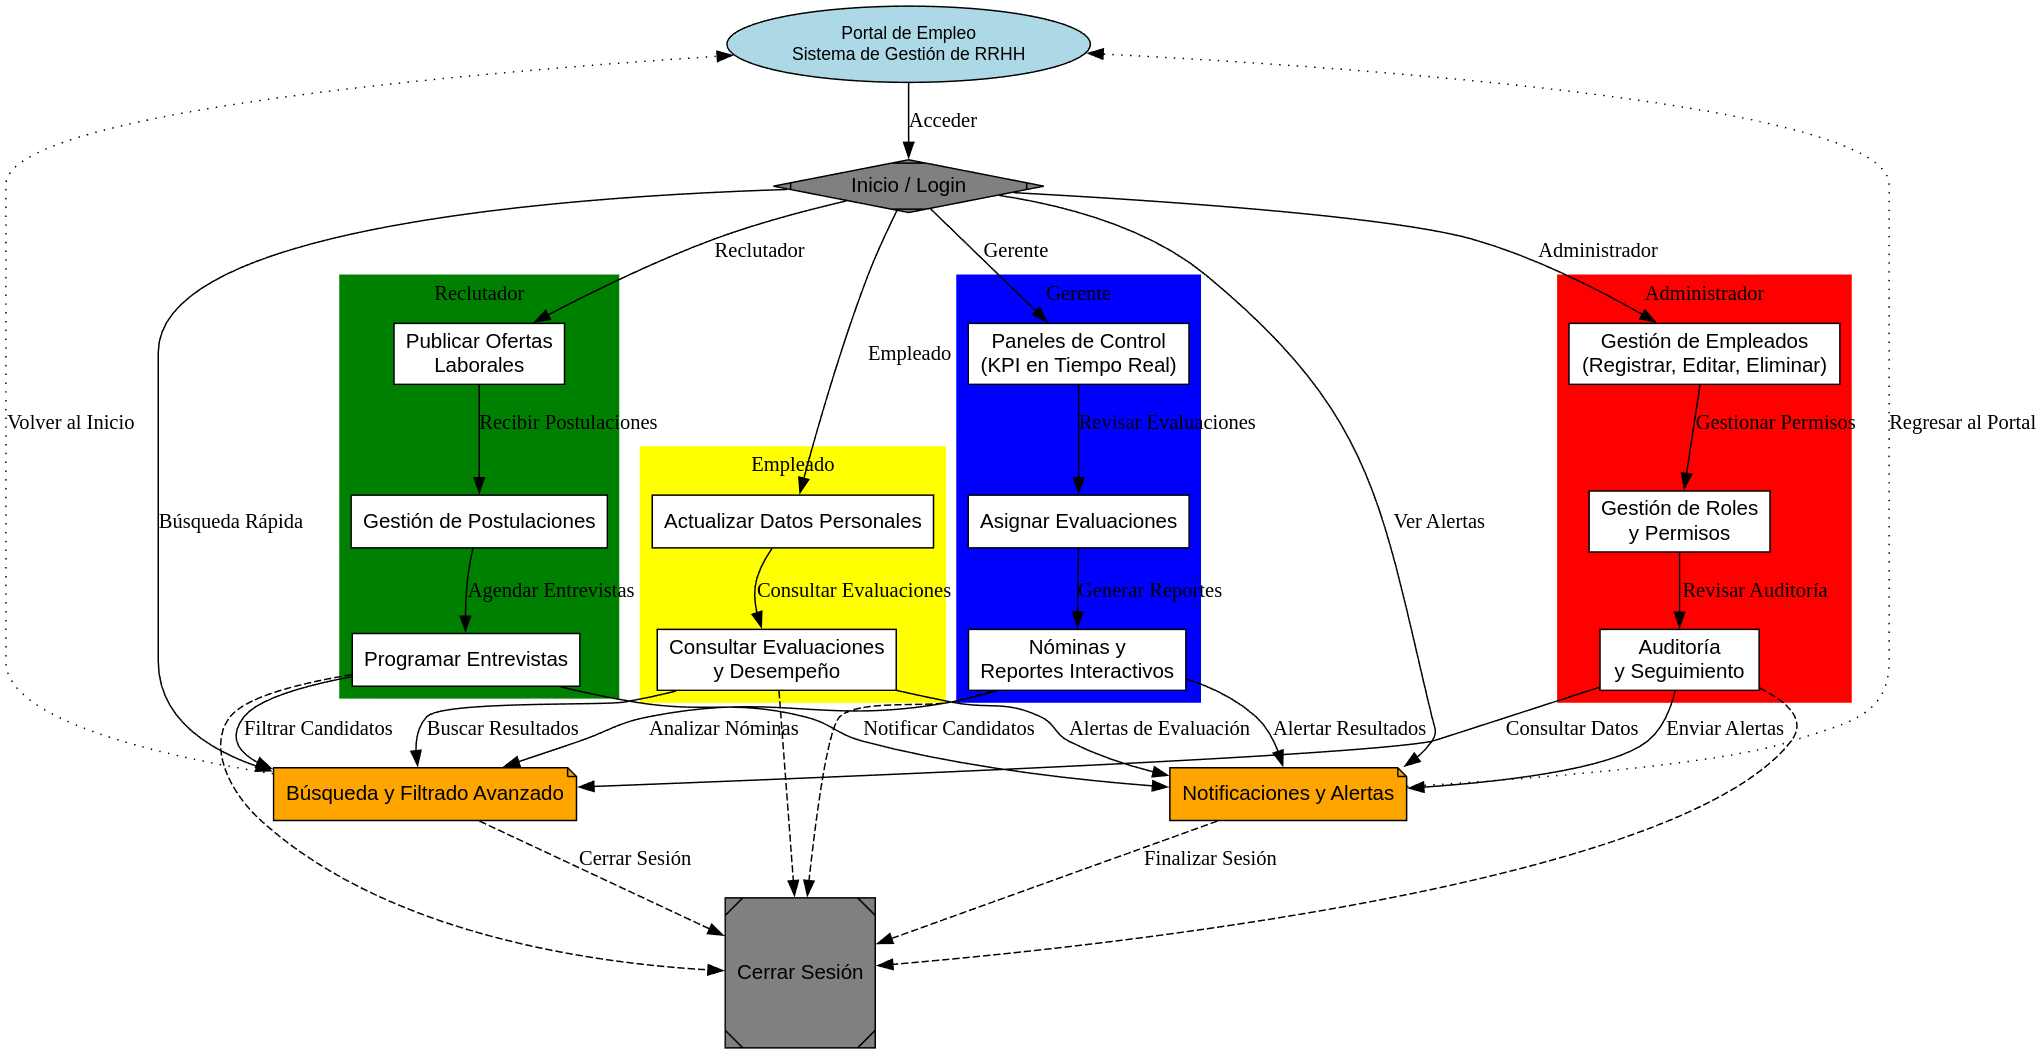 Portal de Empleo
Sistema de Gestión de RRHH
Acceder
Inicio / Login
Reclutador
Gerente
Administrador
Reclutador
Gerente
Administrador
Publicar Ofertas
Laborales
Empleado
Paneles de Control
(KPI en Tiempo Real)
Gestión de Empleados
(Registrar, Editar, Eliminar)
Volver al Inicio
Recibir Postulaciones
Revisar Evaluaciones
Gestionar Permisos
Regresar al Portal
Empleado
Búsqueda Rápida
Gestión de Postulaciones
Actualizar Datos Personales
Asignar Evaluaciones
Ver Alertas
Gestión de Roles
y Permisos
Agendar Entrevistas
Consultar Evaluaciones
Generar Reportes
Revisar Auditoría
Programar Entrevistas
Consultar Evaluaciones
y Desempeño
Nóminas y
Reportes Interactivos
Auditoría
y Seguimiento
Filtrar Candidatos
Buscar Resultados
Analizar Nóminas
Notificar Candidatos
Alertas de Evaluación
Alertar Resultados
Consultar Datos
Enviar Alertas
Búsqueda y Filtrado Avanzado
Notificaciones y Alertas
Cerrar Sesión
Finalizar Sesión
Cerrar Sesión